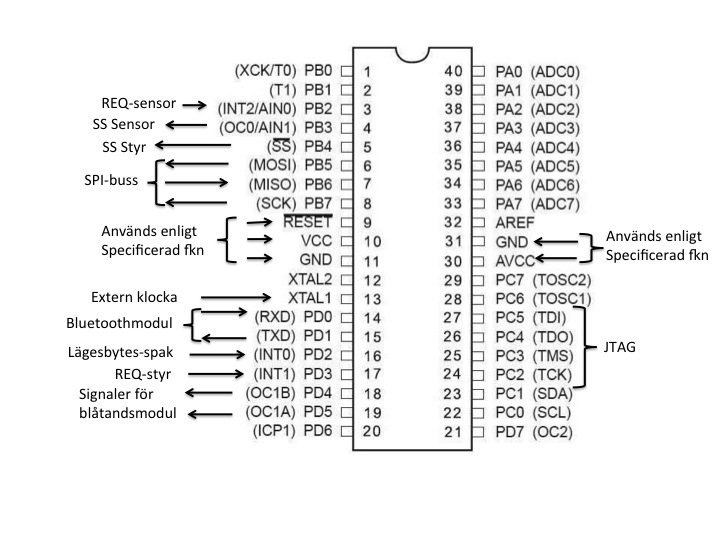 (XCK/T0) PB0 1 40 PA0 (ADC0)
(T1) PB1 2 39 PA1 (ADC1)
REQ-sensor (INT2/AIN0) PB2 3 38 PA2 (ADC2)
SS Sensor (OC0/AIN1) PB3 4 37 PA3 (ADC3)
SS Styr (SS) PB4 5 36 PA4 (ADC4)
(MOSI) PB5 6 35 PA5 (ADC5)
SPI-buss (MISO) PB6 7 34 PA6 (ADC6)
(SCK) PB7 8 33 PA7 (ADC7)
RESET 9 32 AREF
Används enligt
Specificerad fkn
VCC 10 31 GND
GND 11 30 AVCC
Används enligt
Specificerad fkn
XTAL2 12 29 PC7 (TOSC2)
Extern klocka XTAL1 13 28 PC6 (TOSC1)
(RXD) PD0 14 27 PC5 (TDI)
Bluetoothmodul
(TXD) PD1 15 26 PC4 (TDO)
JTAG
Lägesbytes-spak (INT0) PD2 16 25 PC3 (TMS)
REQ-styr (INT1) PD3 17 24 PC2 (TCK)
Signaler för
blåtandsmodul
(OC1B) PD4 18 23 PC1 (SDA)
(OC1A) PD5 19 22 PC0 (SCL)
(ICP1) PD6 20 21 PD7 (OC2)